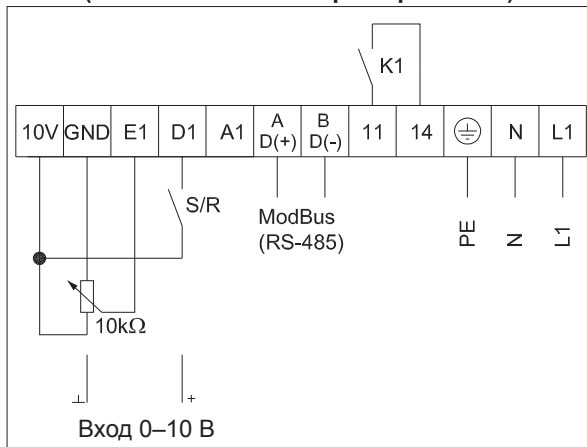 K1
10V GND E1 D1 A1 A D(+) B D(-) 11 14 N L1
S/R
ModBus
(RS-485)
PE N L1
10kΩ
⊥ +
Вход 0–10 В